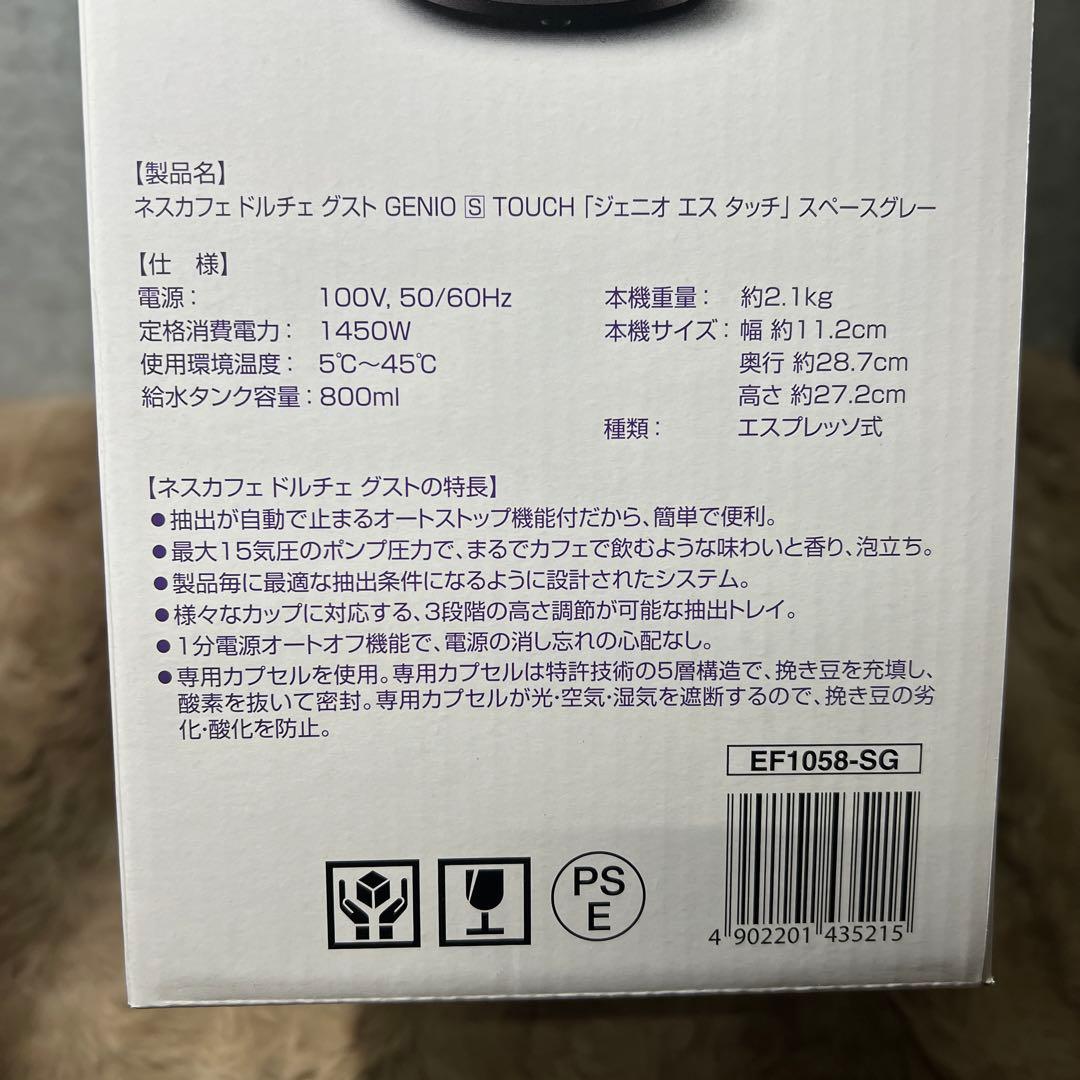 【製品名】
ネスカフェ ドルチェ グスト GENIO S TOUCH「ジェニオ エス タッチ」スペースグレー
【仕 様】
電源： 100V, 50/60Hz
定格消費電力： 1450W
使用環境温度： 5℃～45℃
給水タンク容量：800ml
本機重量： 約2.1kg
本機サイズ：幅 約11.2cm
奥行 約28.7cm
高さ 約27.2cm
種類： エスプレッソ式
【ネスカフェ ドルチェ グストの特長】
●抽出が自動で止まるオートストップ機能付だから、簡単で便利。
●最大15気圧のポンプ圧力で、まるでカフェで飲むような味わいと香り、泡立ち。
●製品毎に最適な抽出条件になるように設計されたシステム。
●様々なカップに対応する、3段階の高さ調節が可能な抽出トレイ。
●1分電源オートオフ機能で、電源の消し忘れの心配なし。
●専用カプセルを使用。専用カプセルは特許技術の5層構造で、挽き豆を充填し、
酸素を抜いて密封。専用カプセルが光・空気・湿気を遮断するので、挽き豆の劣
化・酸化を防止。
EF1058-SG
PS
E
4 902201 435215